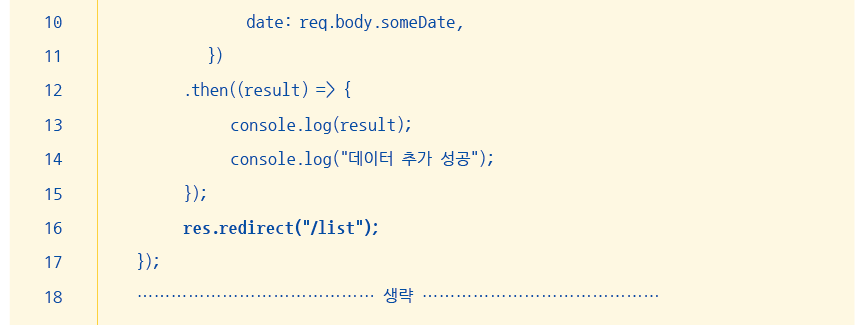 10 date: req.body.someDate,
11 })
12 .then((result) => {
13 console.log(result);
14 console.log("데이터 추가 성공");
15 });
16 res.redirect("/list");
17 });
18 …………………………………… 생략 ……………………………………